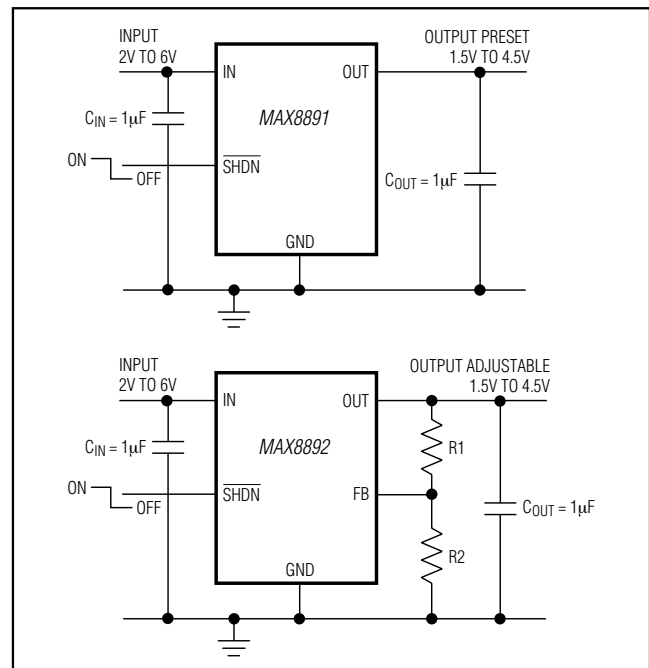 INPUT
2V TO 6V
OUTPUT PRESET
1.5V TO 4.5V
IN
OUT
CIN = 1µF
MAX8891
ON
OFF
SHDN
COUT = 1µF
GND
INPUT
2V TO 6V
OUTPUT ADJUSTABLE
1.5V TO 4.5V
IN
OUT
CIN = 1µF
R1
MAX8892
ON
OFF
SHDN
FB
COUT = 1µF
R2
GND